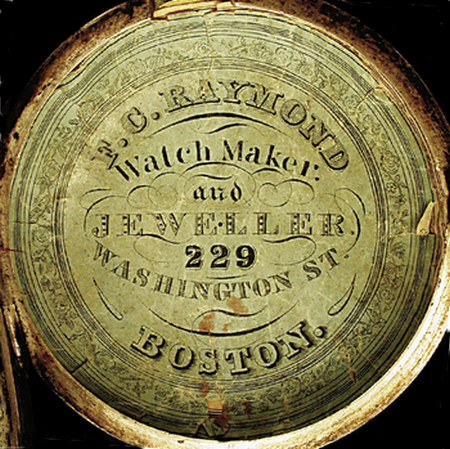 F. C. RAYMOND
Watch Maker.
and
JEWELLER.
229
WASHINGTON ST.
BOSTON.